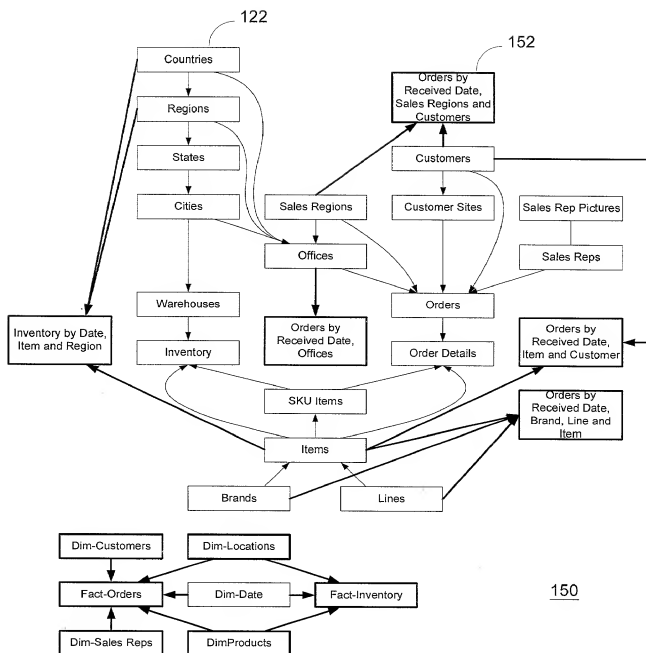 122
152
Countries
Orders by
Received Date,
Sales Regions and
Customers
Regions
States
Customers
Cities
Sales Regions
Customer Sites
Sales Rep Pictures
Offices
Sales Reps
Warehouses
Orders
Inventory by Date,
Item and Region
Orders by
Received Date,
Offices
Orders by
Received Date,
Item and Customer
Inventory
Order Details
SKU Items
Orders by
Received Date,
Brand, Line and
Item
Items
Brands
Lines
Dim-Customers
Dim-Locations
Fact-Orders
Dim-Date
Fact-Inventory
150
Dim-Sales Reps
DimProducts